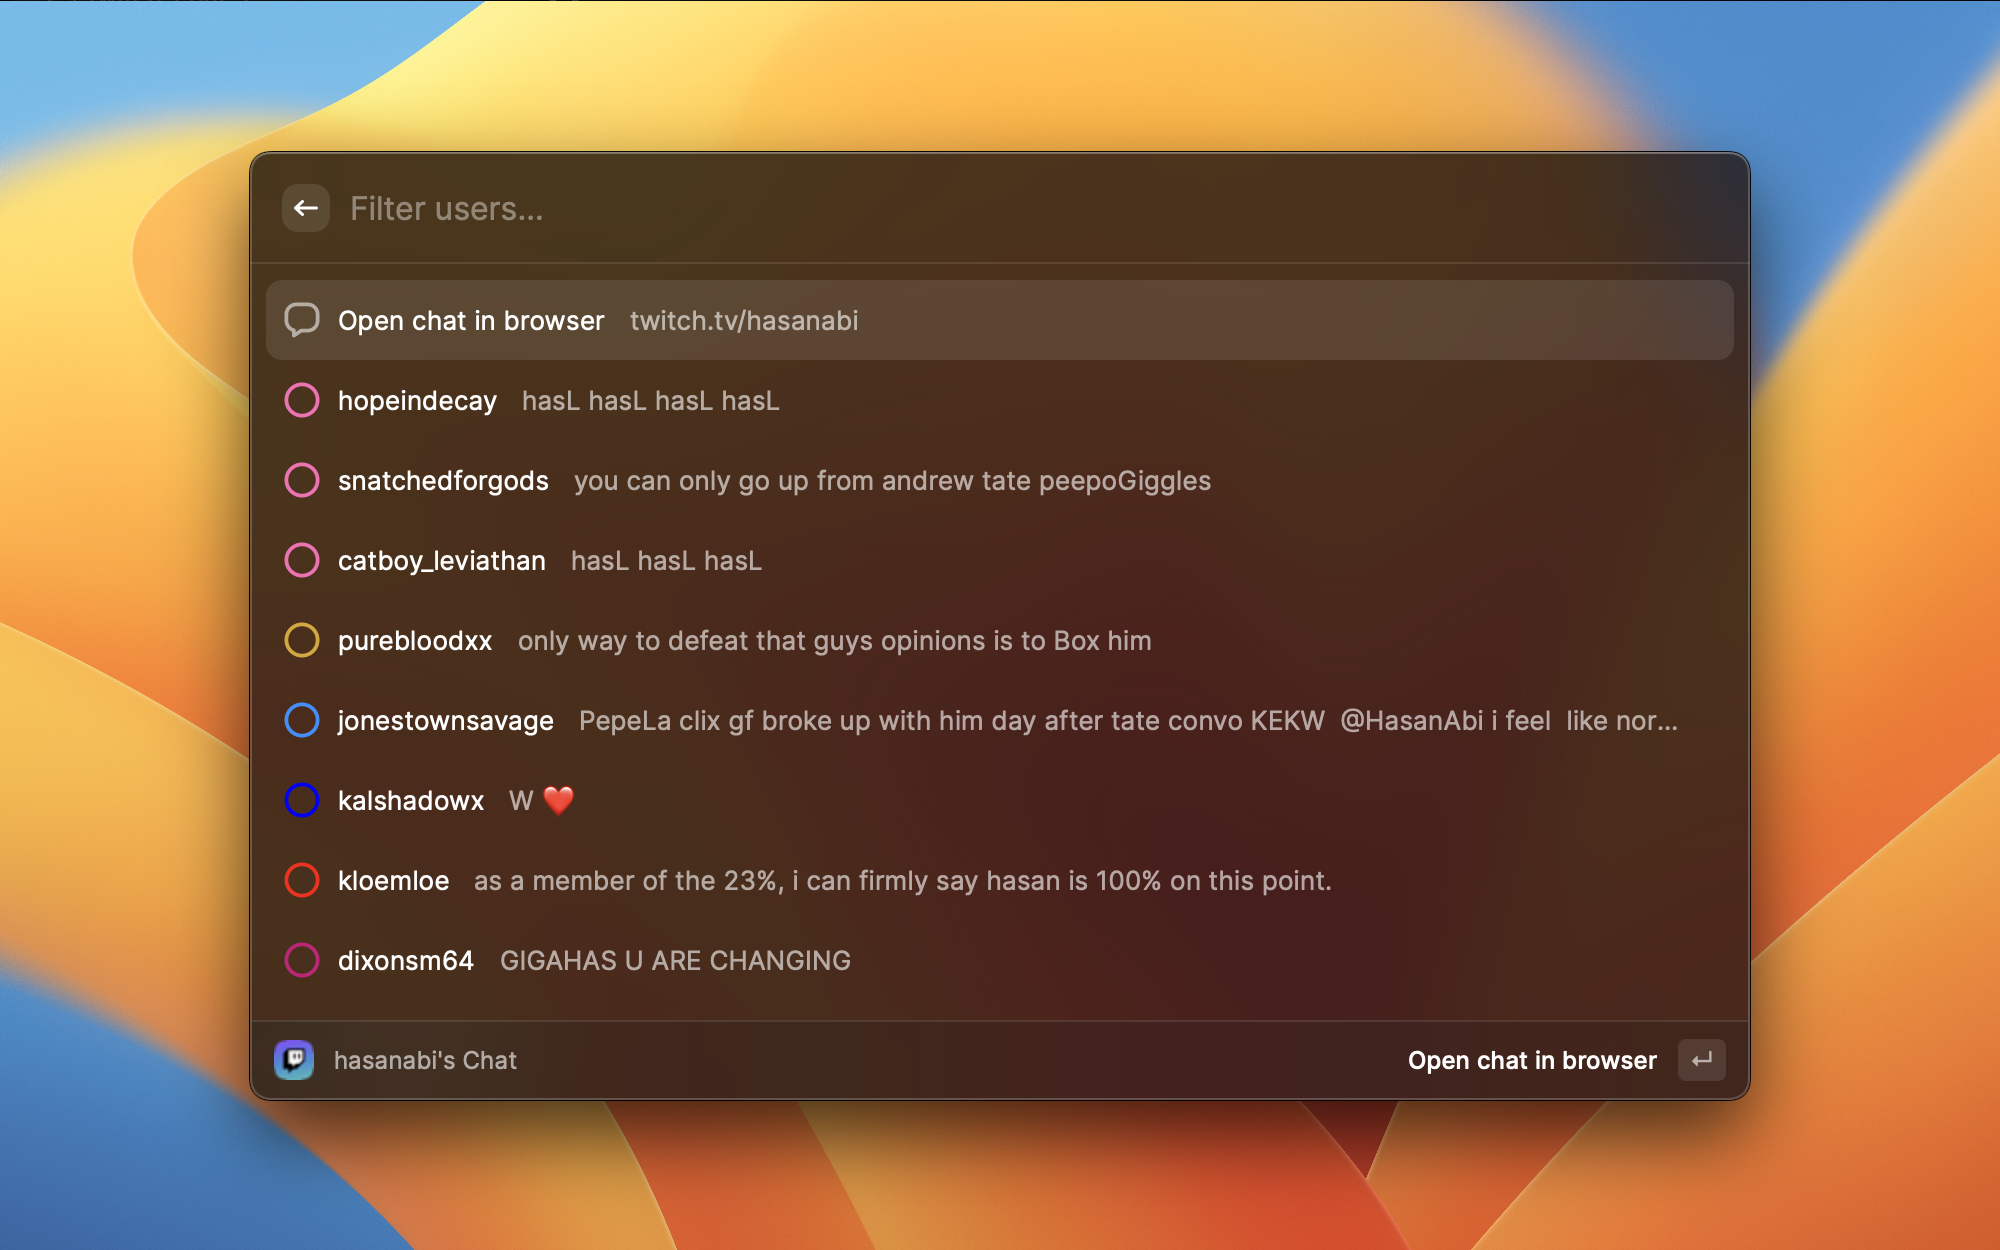 Filter users...
Open chat in browser twitch.tv/hasanabi
hopeindecay hasL hasL hasL hasL
snatchedforgods you can only go up from andrew tate peepoGiggles
catboy_leviathan hasL hasL hasL
purebloodxx only way to defeat that guys opinions is to Box him
jonestownsavage PepeLa clix gf broke up with him day after tate convo KEKW @HasanAbi i feel like nor...
kalshadowx W ❤️
kloemloe as a member of the 23%, i can firmly say hasan is 100% on this point.
dixonsm64 GIGAHAS U ARE CHANGING
hasanabi's Chat Open chat in browser